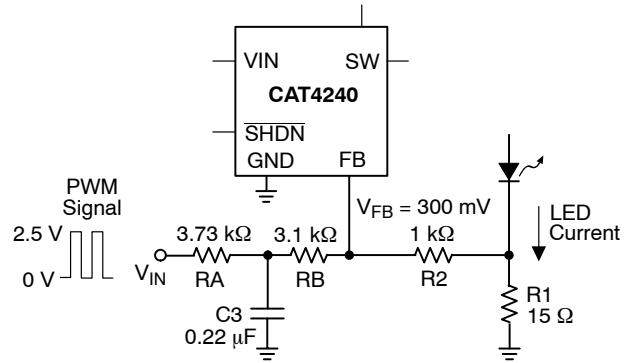 VIN
SW
CAT4240
SHDN
GND
FB
PWM
Signal
2.5 V
0 V
VIN
3.73 kΩ
RA
3.1 kΩ
RB
C3
0.22 µF
VFB = 300 mV
1 kΩ
R2
LED
Current
R1
15 Ω